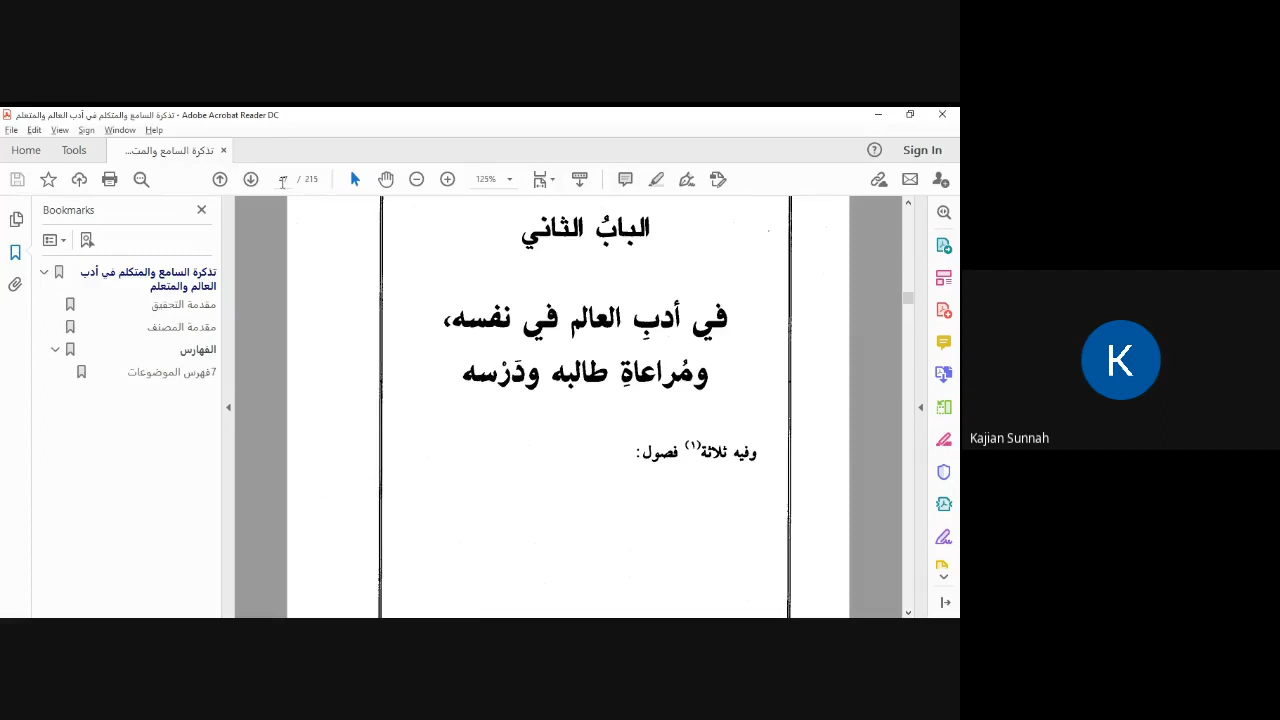 تذكرة السامع والمتكلم في أدب العالم والمتعلم - Adobe Acrobat Reader DC
File Edit View Sign Window Help
Home Tools
تذكرة السامع والمت...
Sign In
/ 215
125%
Bookmarks
تذكرة السامع والمتكلم في أدب
العالم والمتعلم
مقدمة التحقيق
مقدمة المصنف
الفهارس
7فهرس الموضوعات
البابُ الثاني
في أدبِ العالم في نفسه،
ومُراعاةِ طالبه ودَرْسه
وفيه ثلاثة(١) فصول:
K
Kajian Sunnah